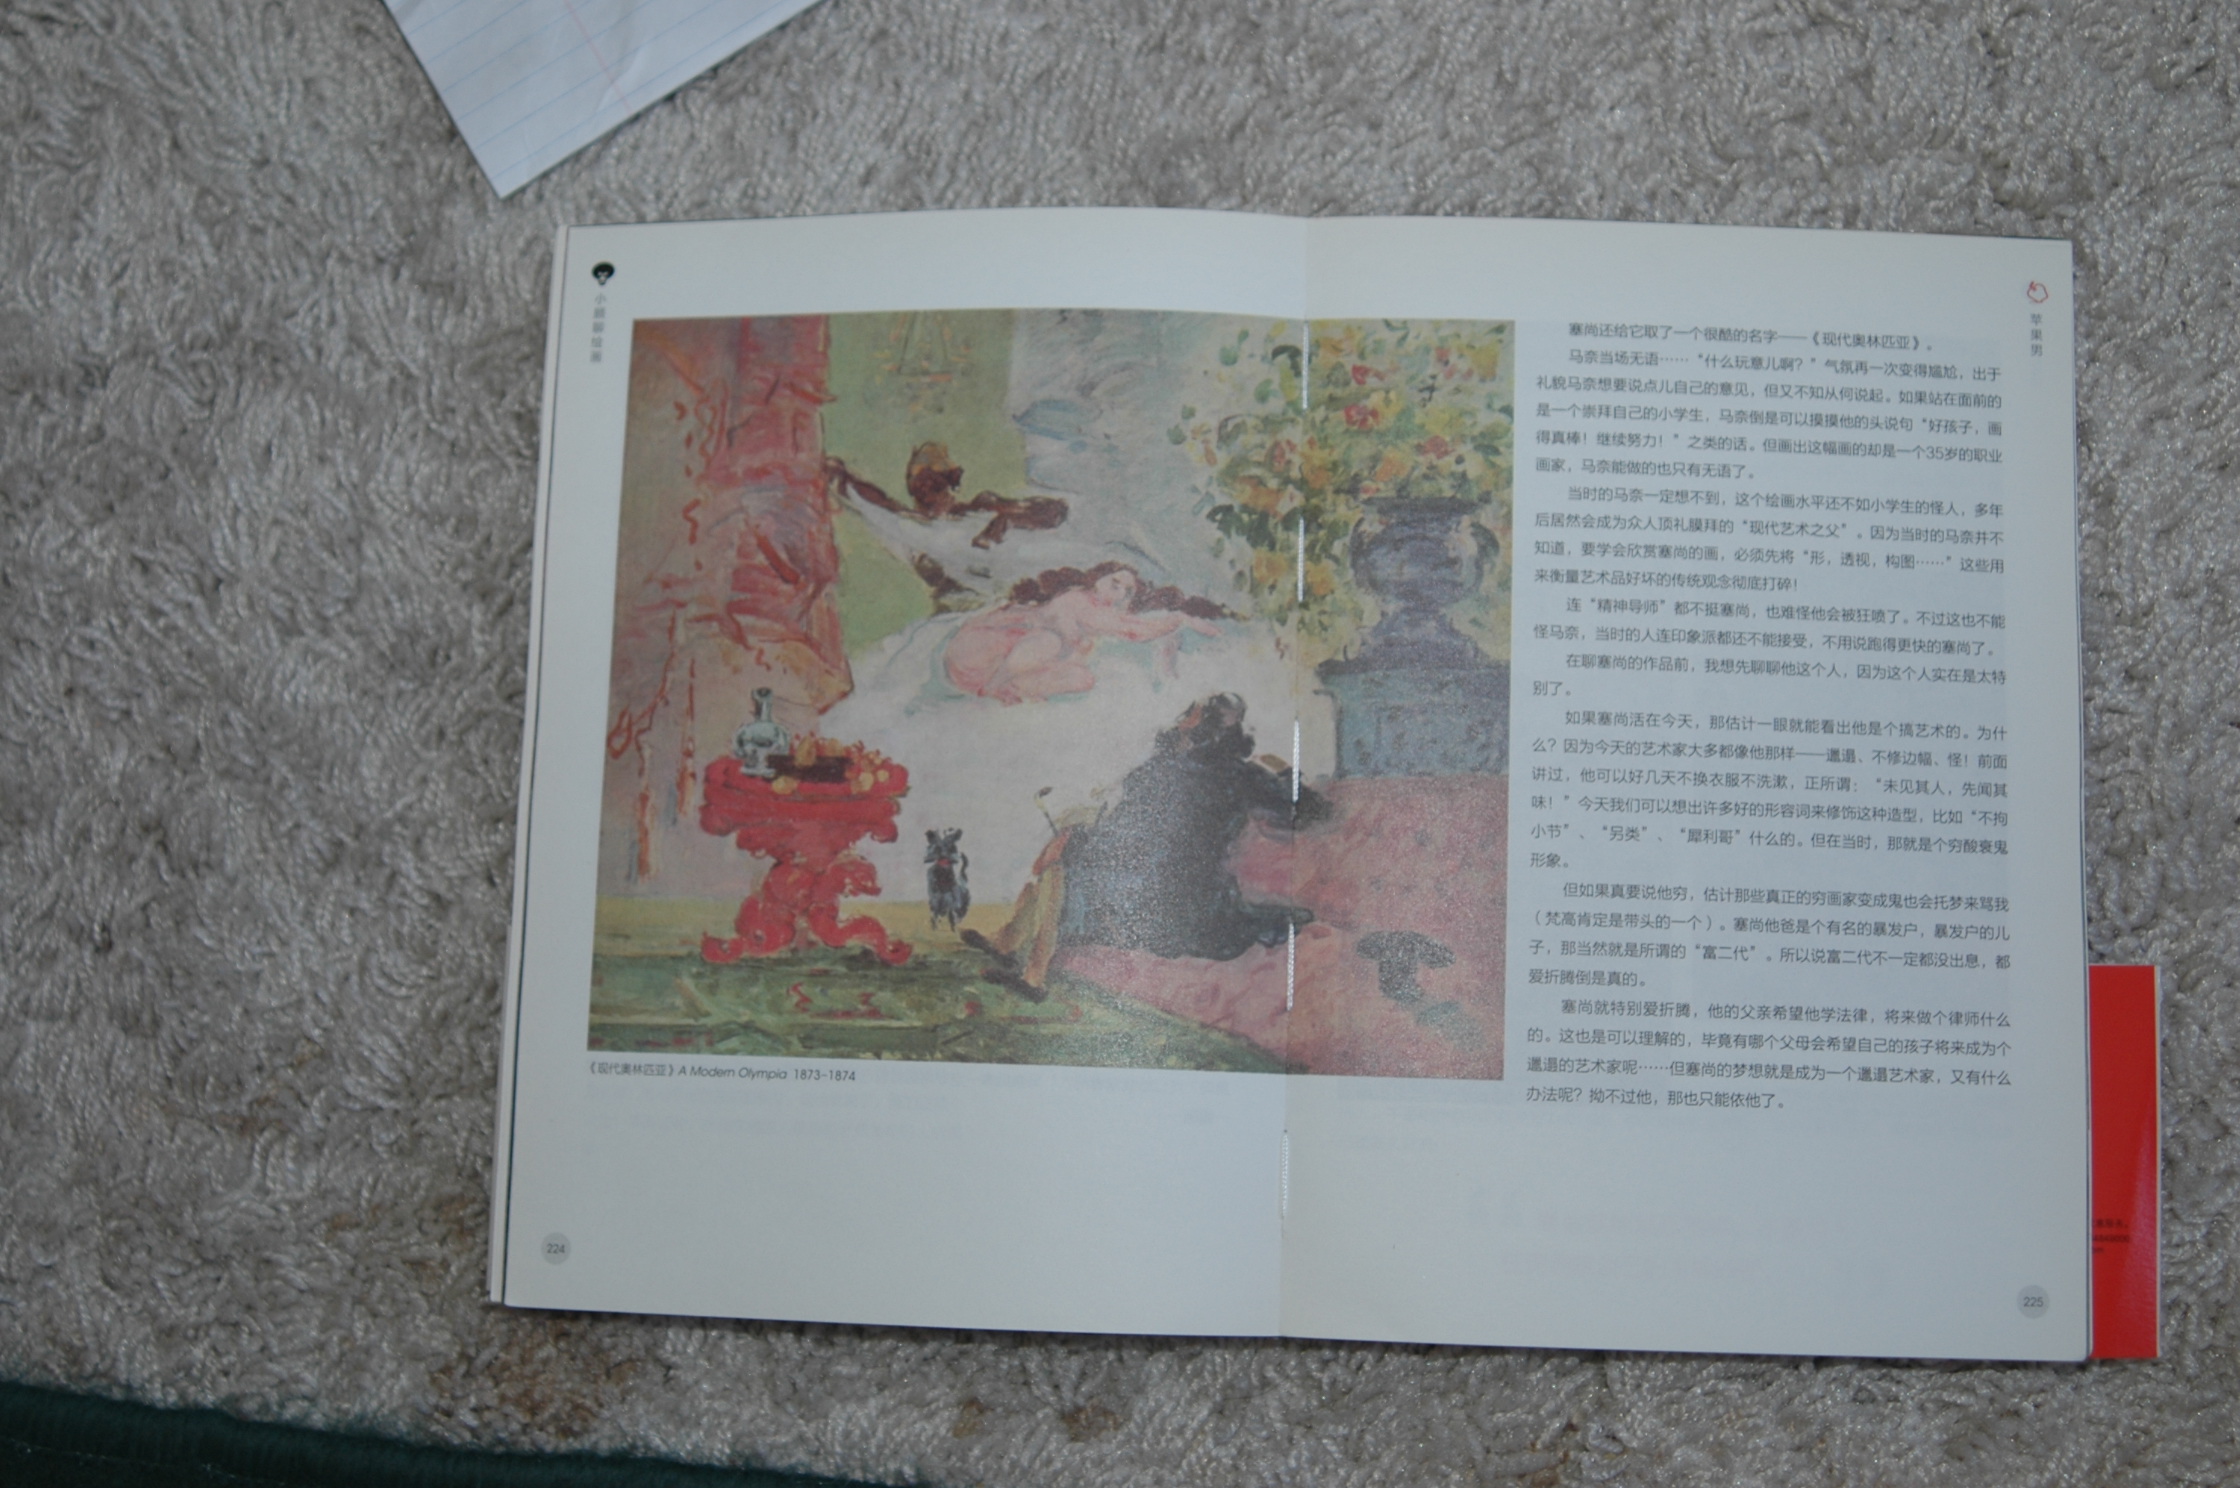 小顾聊绘画
《现代奥林匹亚》A Modern Olympia 1873~1874
224
苹果男
塞尚还给它取了一个很酷的名字——《现代奥林匹亚》。
马奈当场无语……“什么玩意儿啊？”气氛再一次变得尴尬，出于
礼貌马奈想要说点儿自己的意见，但又不知从何说起。如果站在面前的
是一个崇拜自己的小学生，马奈倒是可以摸摸他的头说句“好孩子，画
得真棒！继续努力！”之类的话。但画出这幅画的却是一个35岁的职业
画家，马奈能做的也只有无语了。
当时的马奈一定想不到，这个绘画水平还不如小学生的怪人，多年
后居然会成为众人顶礼膜拜的“现代艺术之父”。因为当时的马奈并不
知道，要学会欣赏塞尚的画，必须先将“形，透视，构图……”这些用
来衡量艺术品好坏的传统观念彻底打碎！
连“精神导师”都不挺塞尚，也难怪他会被狂喷了。不过这也不能
怪马奈，当时的人连印象派都还不能接受，不用说跑得更快的塞尚了。
在聊塞尚的作品前，我想先聊聊他这个人，因为这个人实在是太特
别了。
如果塞尚活在今天，那估计一眼就能看出他是个搞艺术的。为什
么？因为今天的艺术家大多都像他那样——邋遢、不修边幅、怪！前面
讲过，他可以好几天不换衣服不洗漱，正所谓：“未见其人，先闻其
味！”今天我们可以想出许多好的形容词来修饰这种造型，比如“不拘
小节”、“另类”、“犀利哥”什么的。但在当时，那就是个穷酸衰鬼
形象。
但如果真要说他穷，估计那些真正的穷画家变成鬼也会托梦来骂我
（梵高肯定是带头的一个）。塞尚他爸是个有名的暴发户，暴发户的儿
子，那当然就是所谓的“富二代”。所以说富二代不一定都没出息，都
爱折腾倒是真的。
塞尚就特别爱折腾，他的父亲希望他学法律，将来做个律师什么
的。这也是可以理解的，毕竟有哪个父母会希望自己的孩子将来成为个
邋遢的艺术家呢……但塞尚的梦想就是成为一个邋遢艺术家，又有什么
办法呢？拗不过他，那也只能依他了。
225